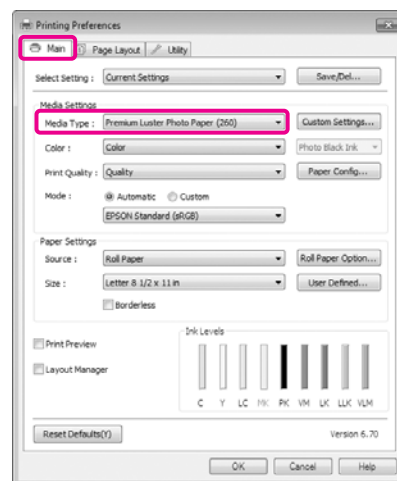 Printing Preferences
Main Page Layout Utility
Select Setting : Current Settings Save/Del...
Media Settings
Media Type : Premium Luster Photo Paper (260) Custom Settings...
Color : Color Photo Black Ink
Print Quality : Quality Paper Config...
Mode : Automatic Custom
EPSON Standard (sRGB)
Paper Settings
Source : Roll Paper Roll Paper Option...
Size : Letter 8 1/2 x 11 in User Defined...
Borderless
Ink Levels
Print Preview
Layout Manager
C Y LC MK PK VM LK LLK VLM
Reset Defaults(Y) Version 6.70
OK Cancel Help